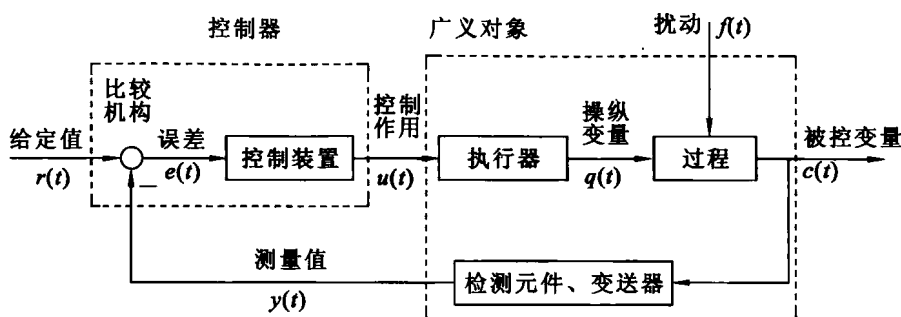 控制器
广义对象
扰动
f(t)
比较
机构
控制
作用
操纵
变量
给定值
误差
控制装置
执行器
过程
被控变量
r(t)
e(t)
u(t)
q(t)
c(t)
—
测量值
检测元件、变送器
y(t)